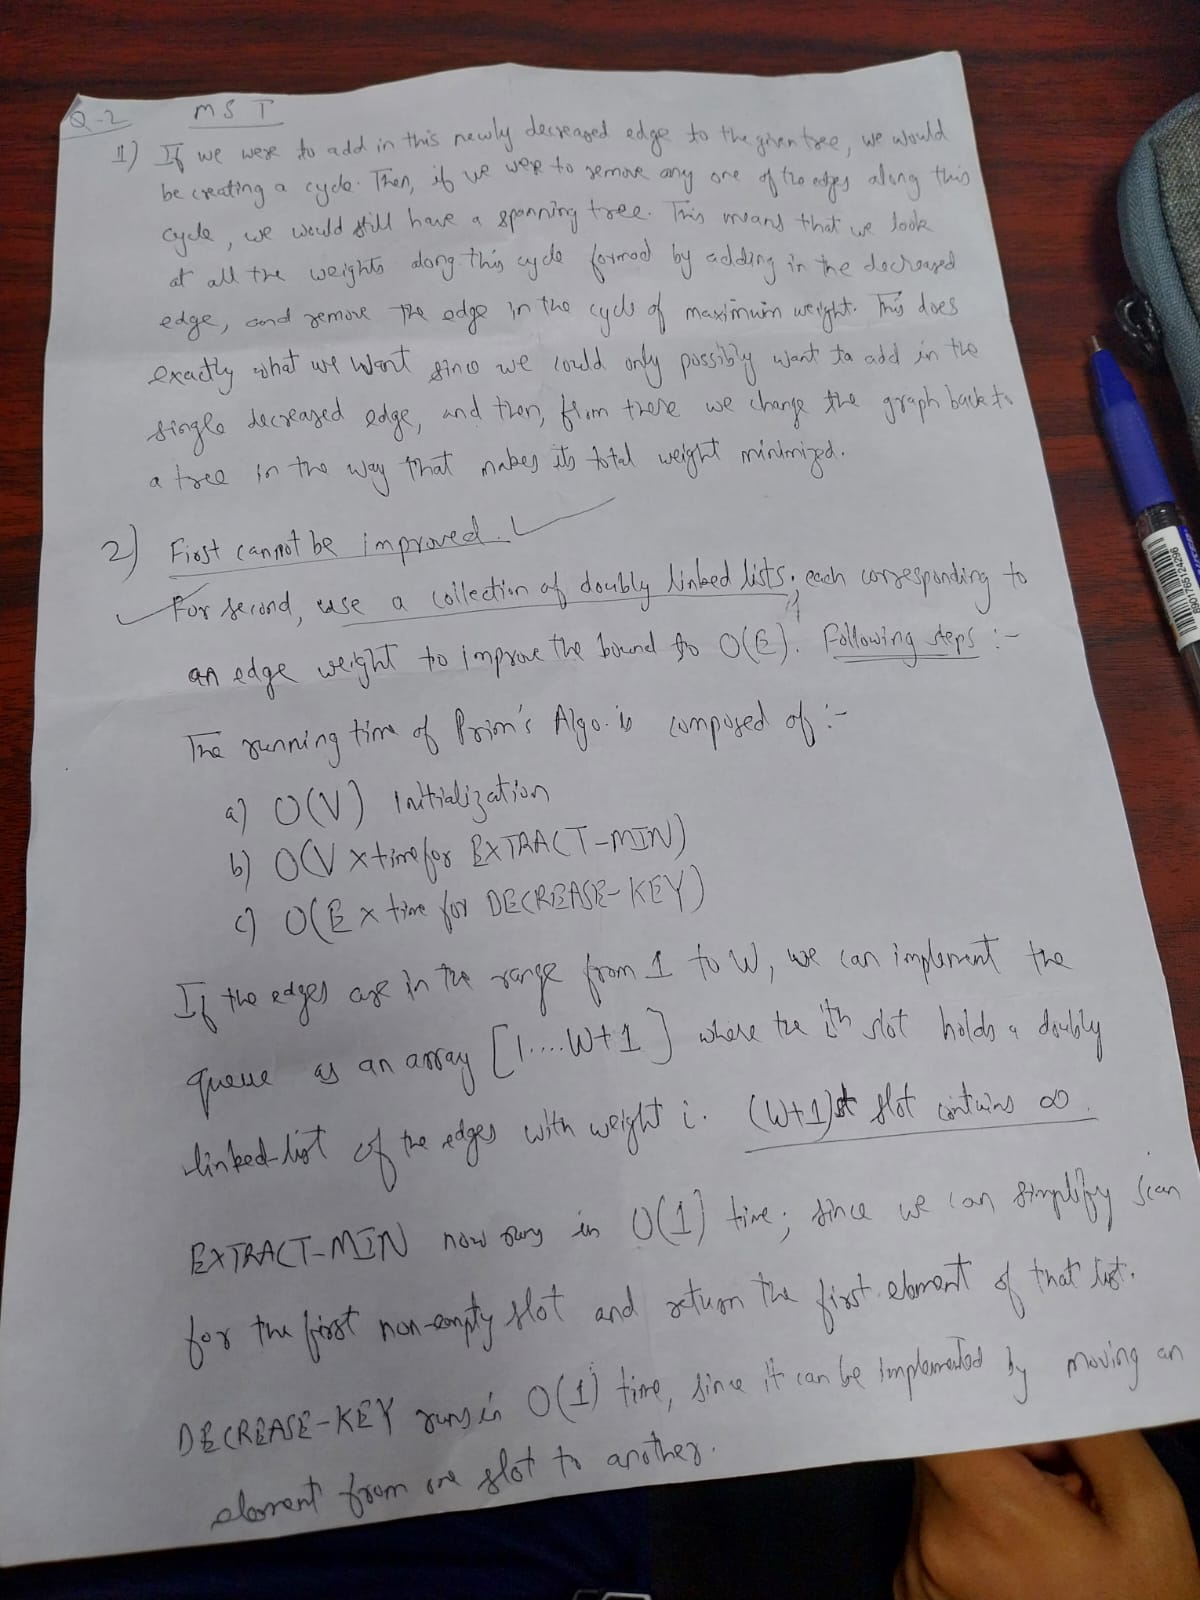 Q-2 MST
1) If we were to add in this newly decreased edge to the given tree, we would
be creating a cycle. Then, if we were to remove any one of the edges along this
cycle, we would still have a spanning tree. This means that we look
at all the weights along this cycle formed by adding in the decreased
edge, and remove the edge in the cycle of maximum weight. This does
exactly what we want since we could only possibly want to add in the
single decreased edge, and then, from there we change the graph back to
a tree in the way that makes its total weight minimized.
2) First cannot be improved.
For second, use a collection of doubly linked lists, each corresponding to
an edge weight to improve the bound to O(E). Following steps :-
The running time of Prim's Algo. is composed of :-
a) O(V) Initialization
b) O(V x time for EXTRACT-MIN)
c) O(E x time for DECREASE-KEY)
If the edges are in the range from 1 to W, we can implement the
queue as an array [1....W+1] where the ith slot holds a doubly
linked-list of the edges with weight i. (W+1)st slot contains ∞.
EXTRACT-MIN now runs in O(1) time; since we can simplify scan
for the first non-empty slot and return the first element of that list.
DECREASE-KEY runs in O(1) time, since it can be implemented by moving an
element from one slot to another.